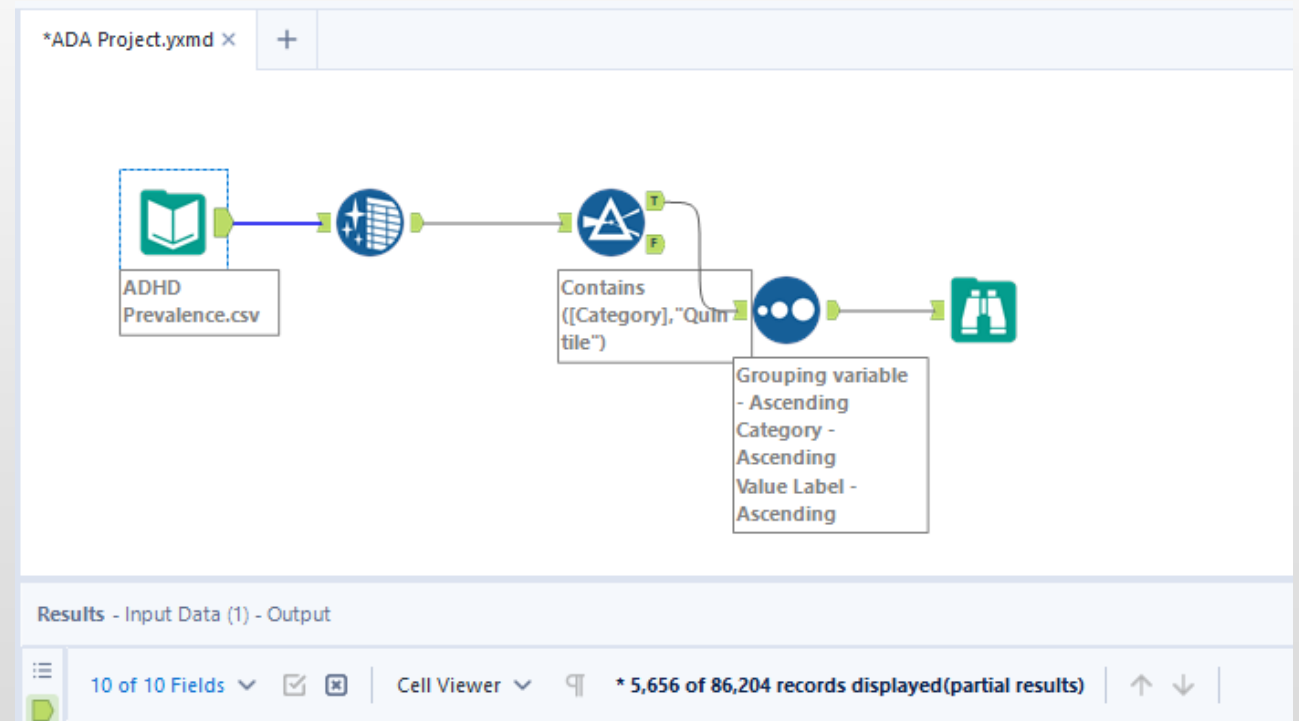 *ADA Project.yxmd ×
+
T
F
ADHD
Prevalence.csv
Contains
([Category],"Quin
tile")
Grouping variable
- Ascending
Category -
Ascending
Value Label -
Ascending
Results - Input Data (1) - Output
10 of 10 Fields
Cell Viewer
¶
* 5,656 of 86,204 records displayed(partial results)